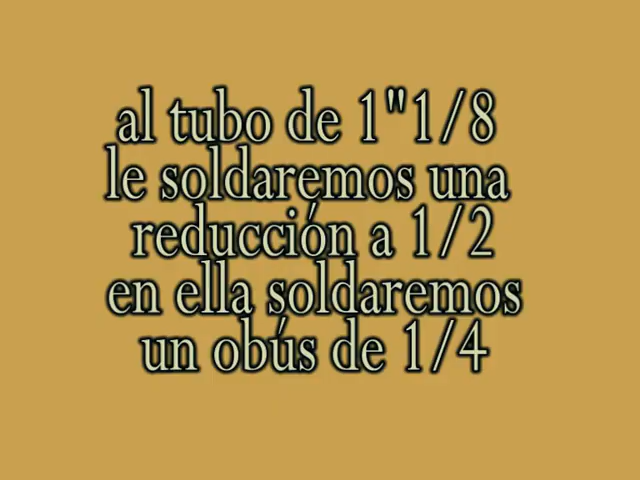 al tubo de 1"1/8
le soldaremos una
reducción a 1/2
en ella soldaremos
un obús de 1/4